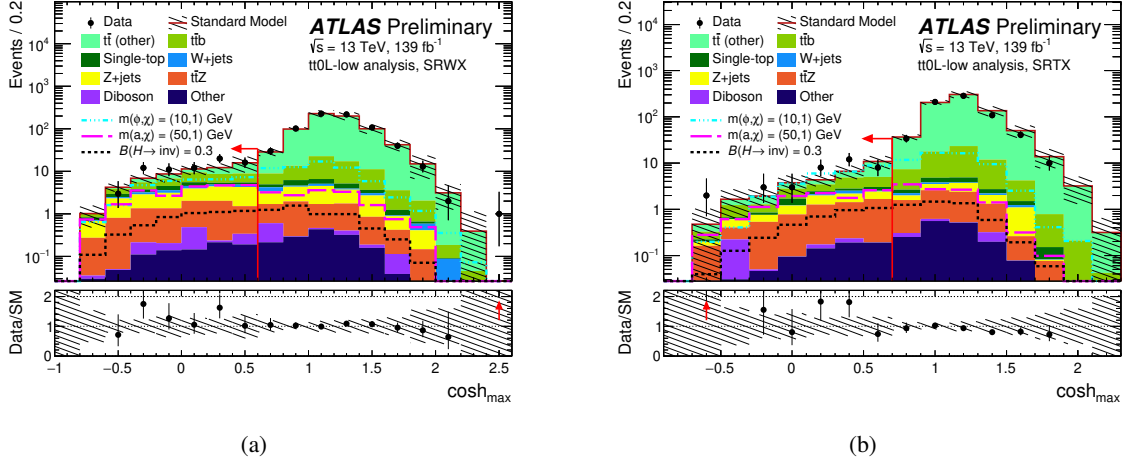 Events / 0.2
10⁴
10³
10²
10
1
10⁻¹
Data
Standard Model
tt̄ (other)
tt̄b
Single-top
W+jets
Z+jets
tt̄Z
Diboson
Other
m(ϕ,χ) = (10,1) GeV
m(a,χ) = (50,1) GeV
B(H→ inv) = 0.3
ATLAS Preliminary
√s = 13 TeV, 139 fb⁻¹
tt0L-low analysis, SRWX
Data/SM
2
1
0
−1 −0.5 0 0.5 1 1.5 2 2.5
cosh_max
(a)
Events / 0.2
10⁴
10³
10²
10
1
10⁻¹
Data
Standard Model
tt̄ (other)
tt̄b
Single-top
W+jets
Z+jets
tt̄Z
Diboson
Other
m(ϕ,χ) = (10,1) GeV
m(a,χ) = (50,1) GeV
B(H→ inv) = 0.3
ATLAS Preliminary
√s = 13 TeV, 139 fb⁻¹
tt0L-low analysis, SRTX
Data/SM
2
1
0
−0.5 0 0.5 1 1.5 2
cosh_max
(b)